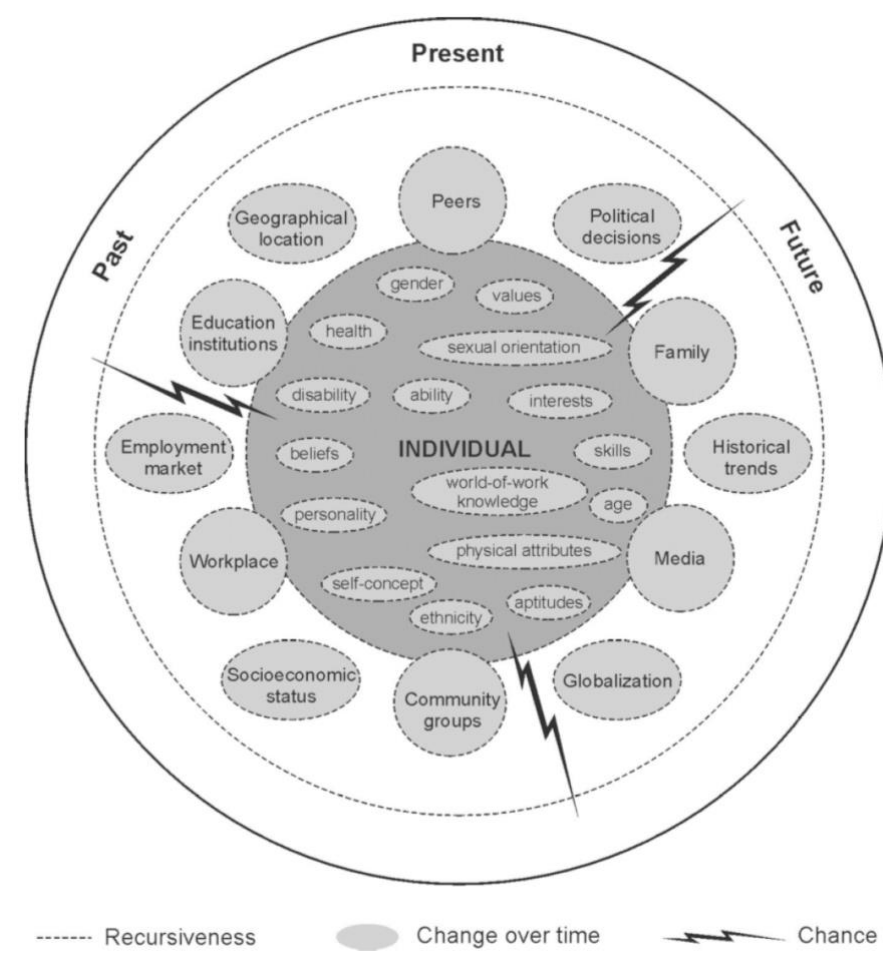 Present
Past
Future
Peers
Geographical
location
Political
decisions
gender
values
Education
institutions
health
sexual orientation
Family
disability
ability
interests
Employment
market
beliefs
INDIVIDUAL
skills
Historical
trends
world-of-work
knowledge
age
personality
Workplace
physical attributes
Media
self-concept
ethnicity
aptitudes
Socioeconomic
status
Community
groups
Globalization
Recursiveness
Change over time
Chance